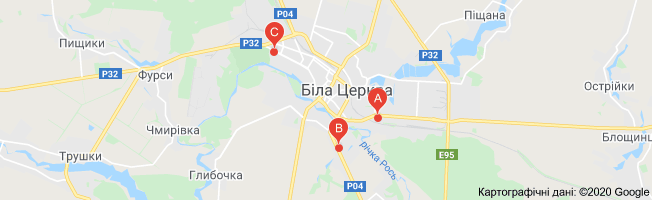 P04
Піщана
C
Пищики
P32
P32
Фурси
P32
Біла Церква
Острійки
A
Чмирівка
B
Блощинці
річка Рось
Трушки
E95
Глибочка
P04
Картографічні дані: ©2020 Google